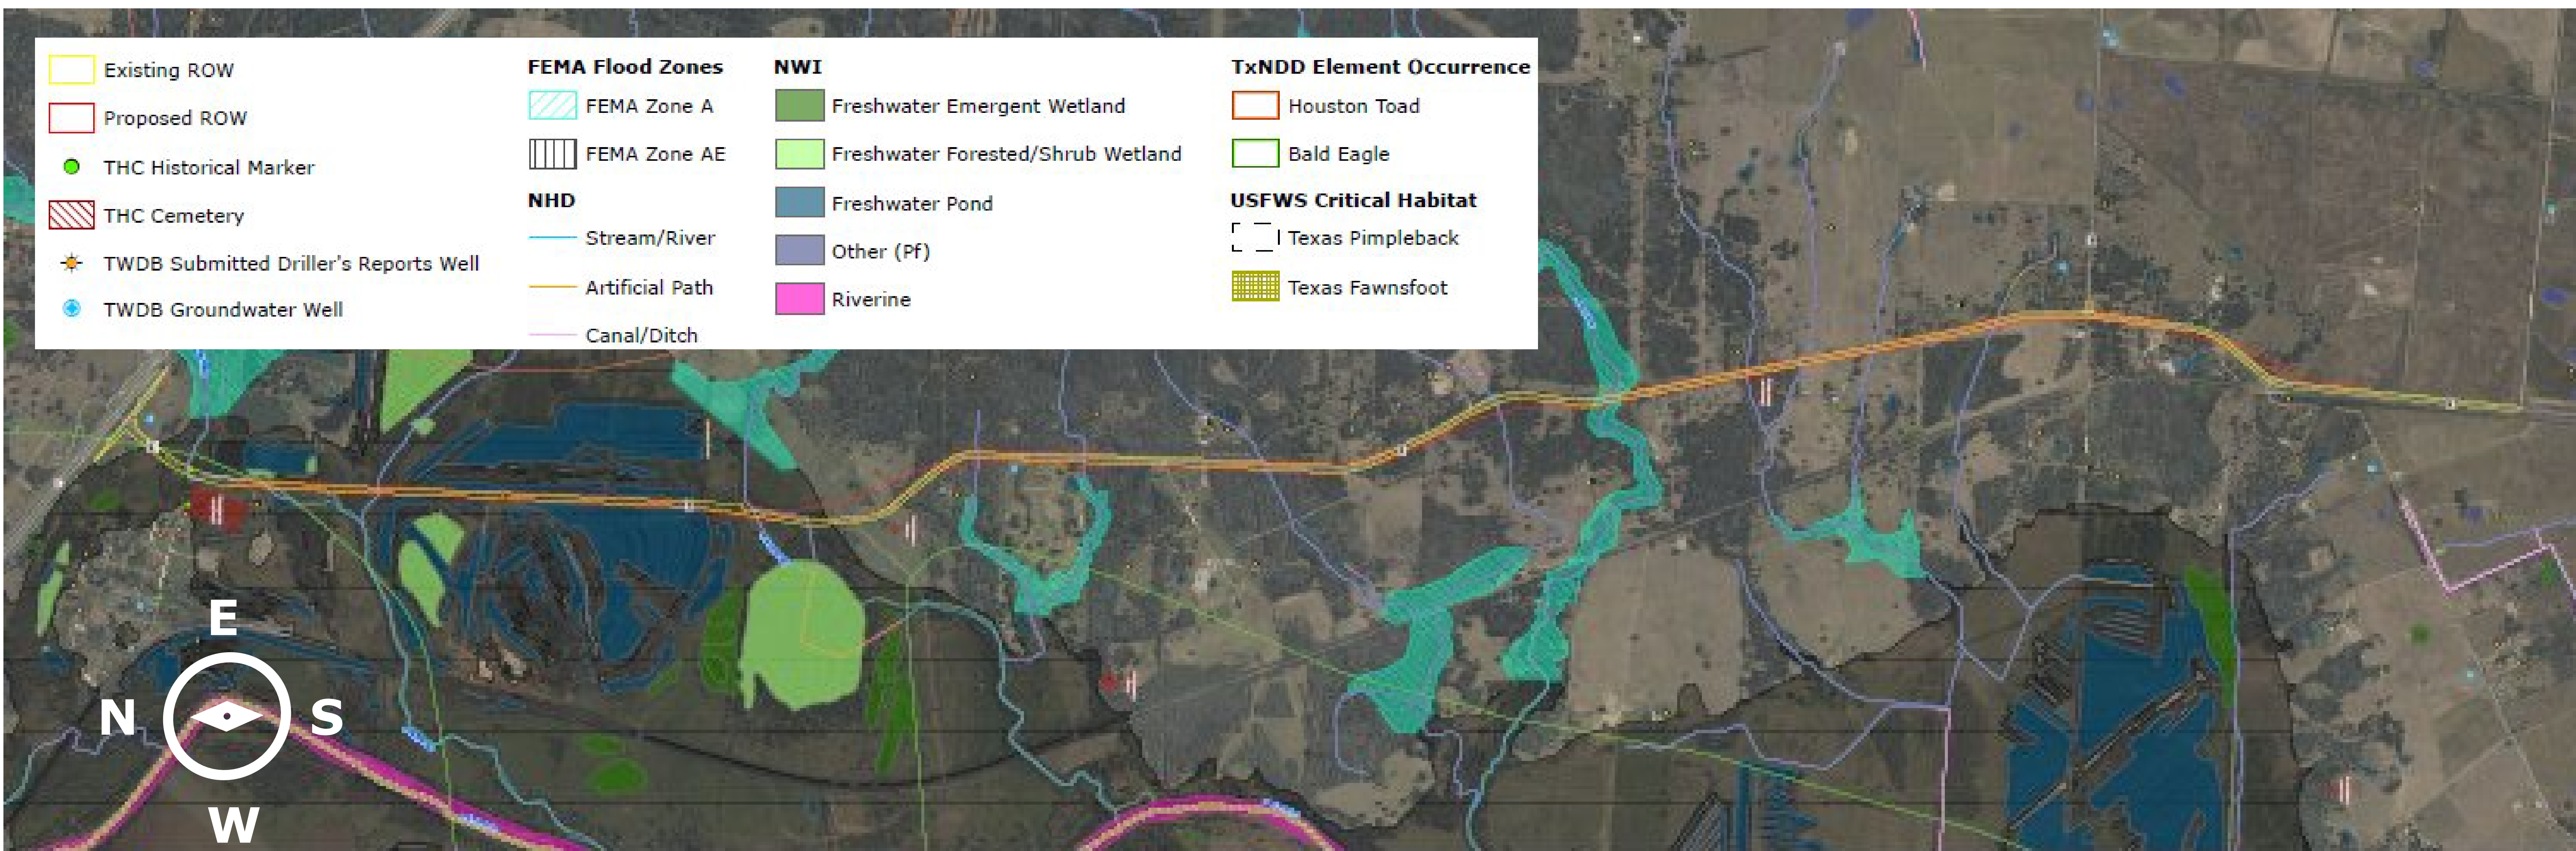 Existing ROW
Proposed ROW
THC Historical Marker
THC Cemetery
TWDB Submitted Driller's Reports Well
TWDB Groundwater Well
FEMA Flood Zones
FEMA Zone A
FEMA Zone AE
NHD
Stream/River
Artificial Path
Canal/Ditch
NWI
Freshwater Emergent Wetland
Freshwater Forested/Shrub Wetland
Freshwater Pond
Other (Pf)
Riverine
TxNDD Element Occurrence
Houston Toad
Bald Eagle
USFWS Critical Habitat
Texas Pimpleback
Texas Fawnsfoot
E
N S
W